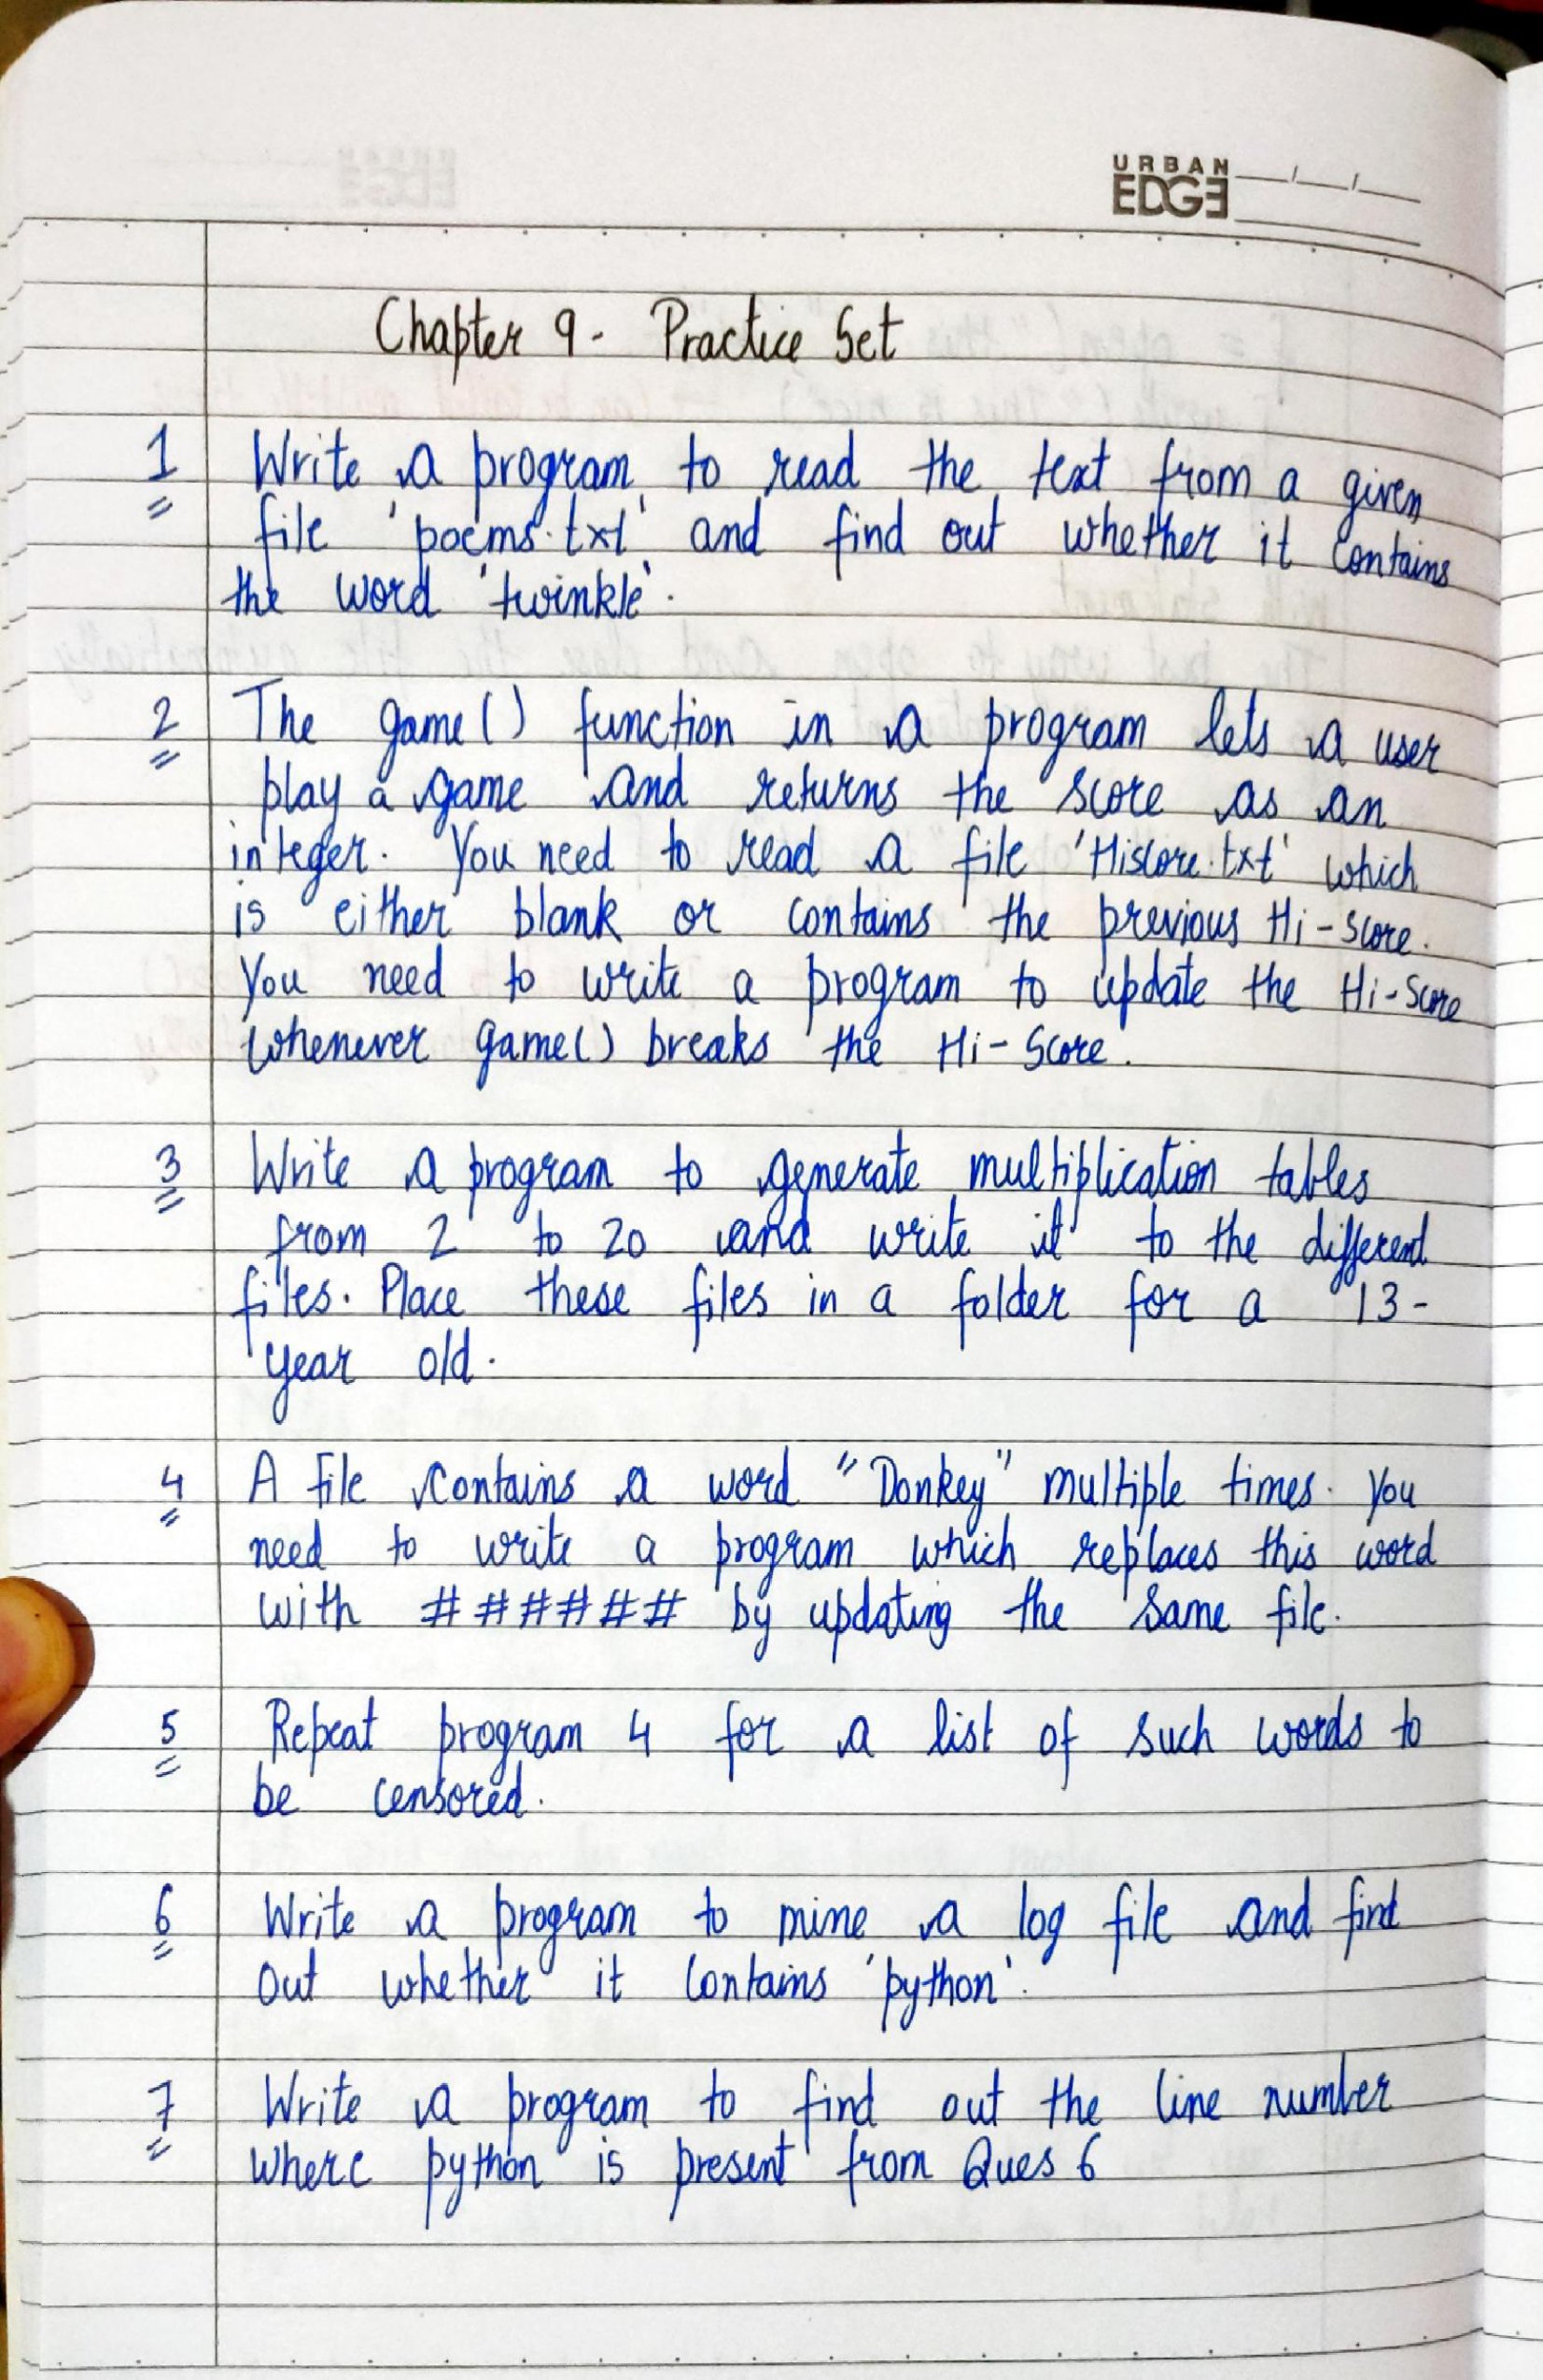 URBAN
EDGE
Chapter 9 - Practice Set
1 Write a program to read the text from a given
file 'poems.txt' and find out whether it contains
the word 'twinkle'.
2 The game() function in a program lets a user
play a game and returns the score as an
integer. You need to read a file 'Hiscore.txt' which
is either blank or contains the previous Hi-Score.
You need to write a program to update the Hi-Score
whenever game() breaks the Hi-Score.
3 Write a program to generate multiplication tables
from 2 to 20 and write it to the different
files. Place these files in a folder for a 13-
year old.
4 A file contains a word "Donkey" multiple times. You
need to write a program which replaces this word
with ###### by updating the same file.
5 Repeat program 4 for a list of such words to
be censored.
6 Write a program to mine a log file and find
out whether it contains 'python'.
7 Write a program to find out the line number
where python is present from Ques 6